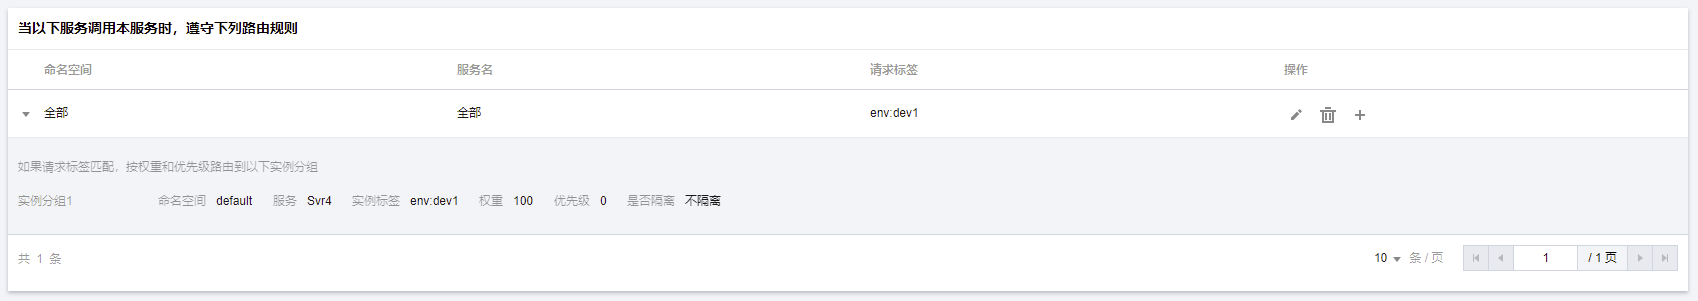 当以下服务调用本服务时，遵守下列路由规则
命名空间 服务名 请求标签 操作
全部 全部 env:dev1
如果请求标签匹配，按权重和优先级路由到以下实例分组
实例分组1 命名空间 default 服务 Svr4 实例标签 env:dev1 权重 100 优先级 0 是否隔离 不隔离
共 1 条 10 条 / 页 1 / 1 页